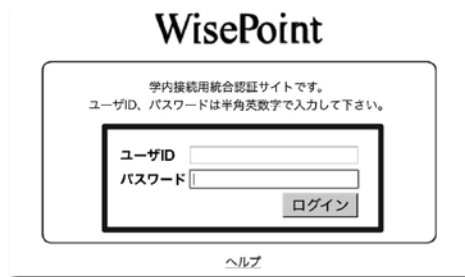 WisePoint
学内接続用統合認証サイトです。
ユーザID、パスワードは半角英数字で入力して下さい。
ユーザID
パスワード
ログイン
ヘルプ